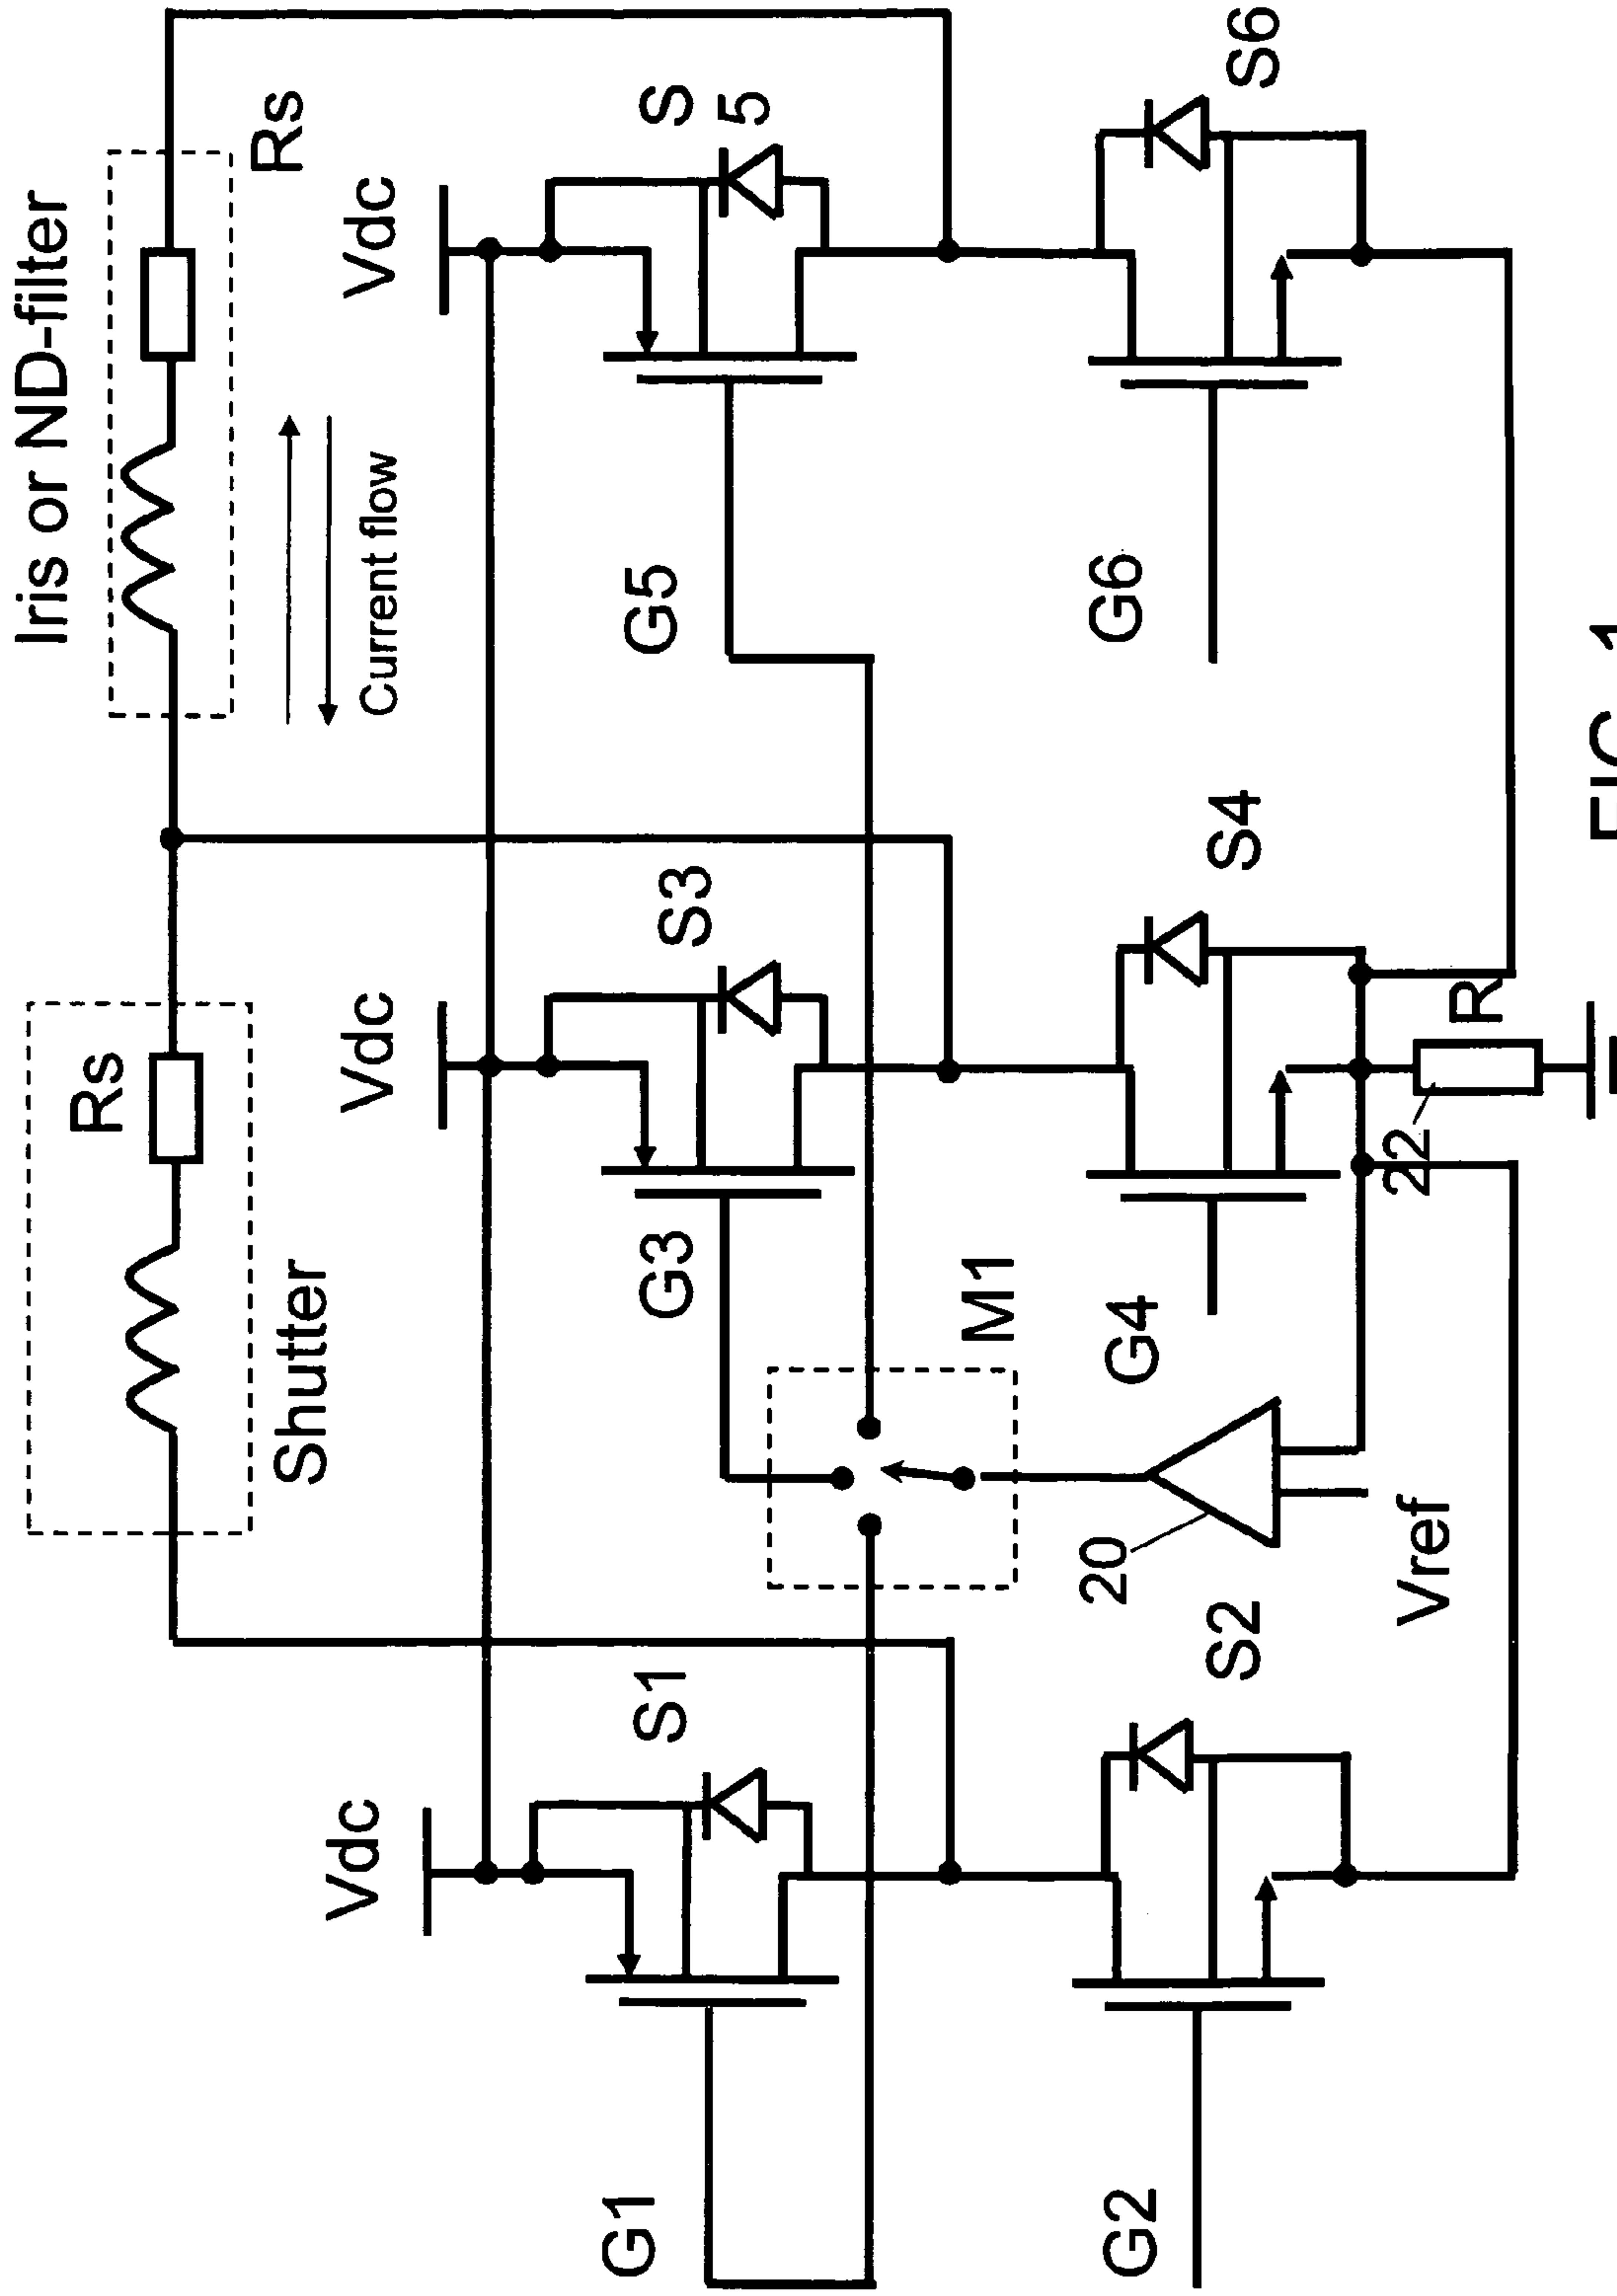 Iris or ND-filter
Rs
Rs
Shutter
Vdc
Vdc
Vdc
Current flow
G1
S1
G3
S3
G5
S
5
M1
G2
20
G4
G6
S2
S4
S6
Vref
22
R